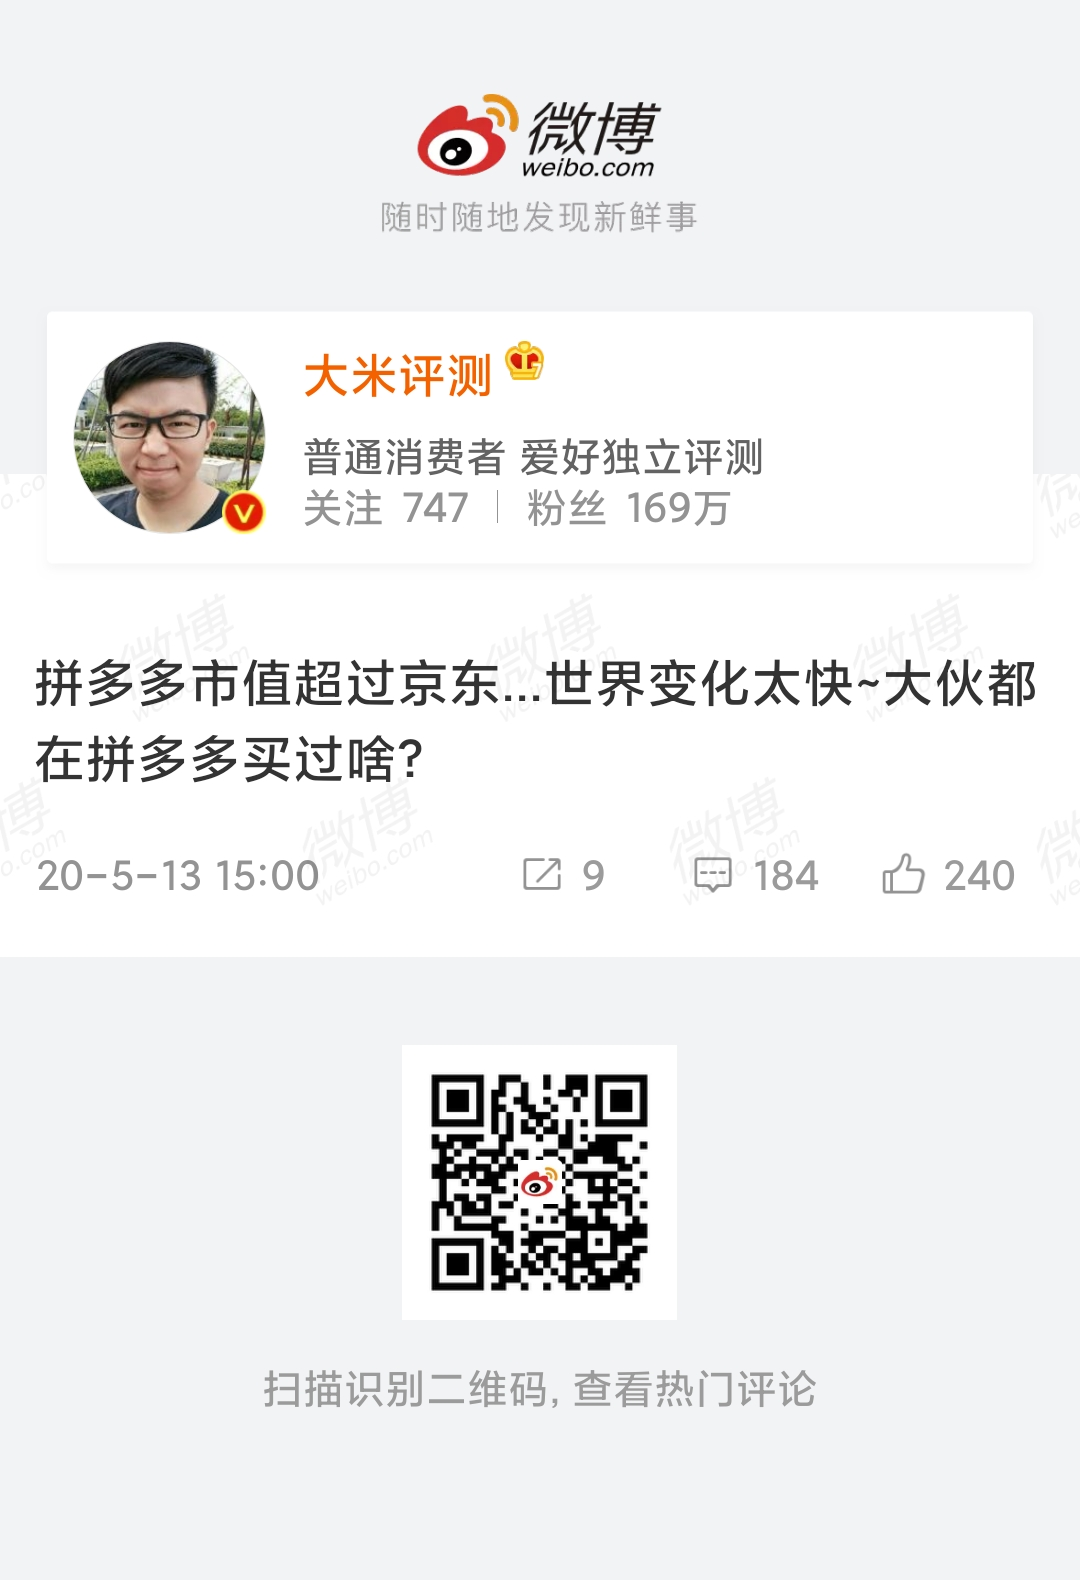 微博
weibo.com
随时随地发现新鲜事
大米评测
普通消费者 爱好独立评测
关注 747 | 粉丝 169万
拼多多市值超过京东...世界变化太快~大伙都
在拼多多买过啥?
20-5-13 15:00 9 184 240
扫描识别二维码, 查看热门评论